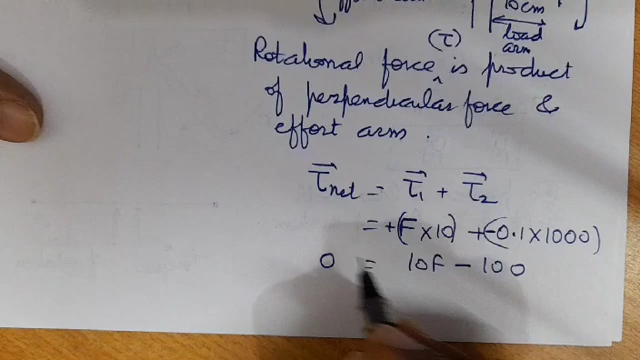 10cm
load
arm
(τ)
Rotational force ‸ is product
of perpendicular force &
effort arm.
τ⃗net = τ⃗₁ + τ⃗₂
= +(F×10) + (-0.1×1000)
0 = 10F - 100